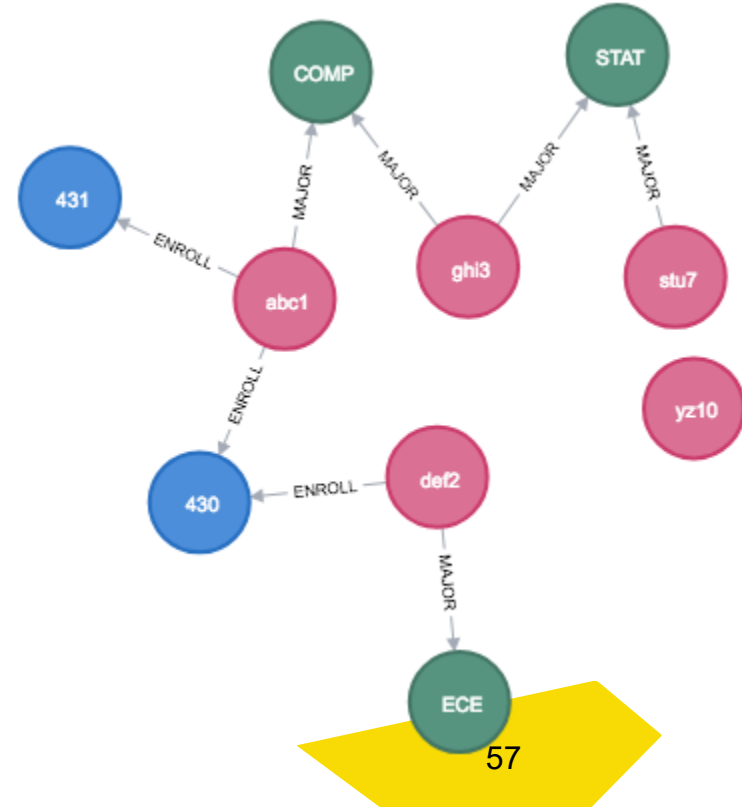 COMP
STAT
MAJOR
MAJOR
MAJOR
MAJOR
431
ENROLL
abc1
ghi3
stu7
ENROLL
yz10
430
ENROLL
def2
MAJOR
ECE
57